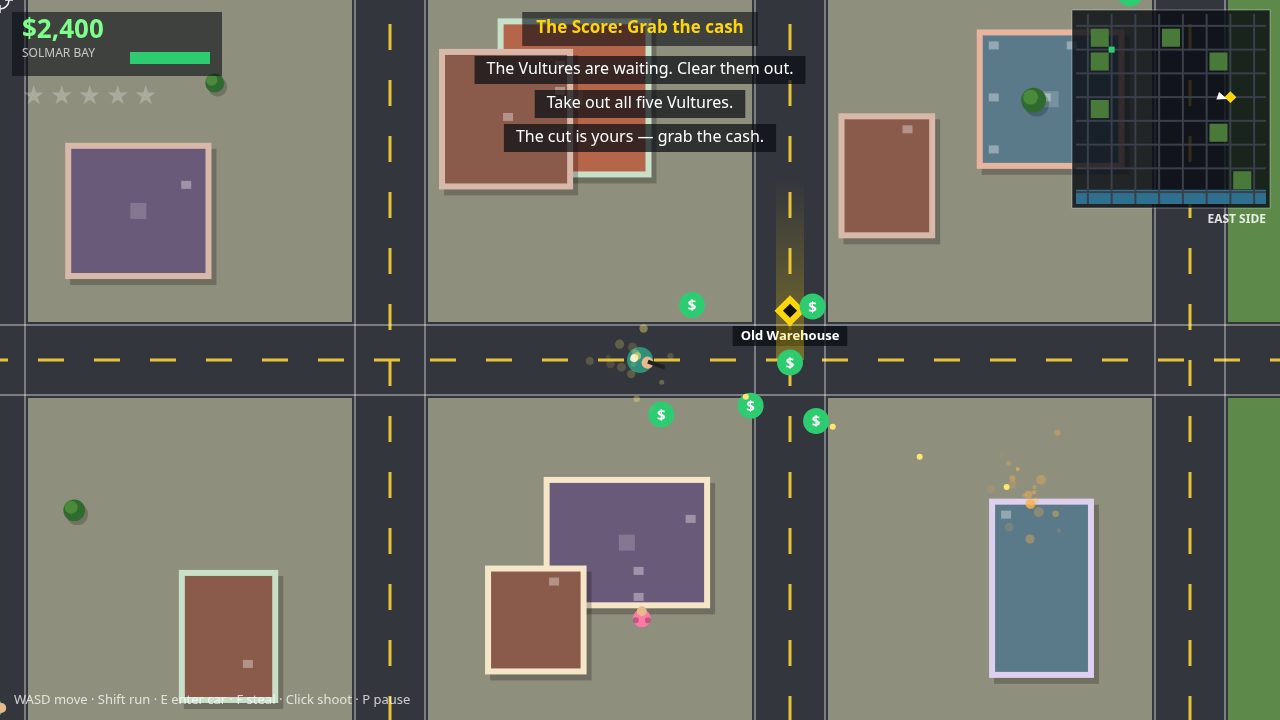 $2,400
SOLMAR BAY
The Score: Grab the cash
The Vultures are waiting. Clear them out.
Take out all five Vultures.
The cut is yours — grab the cash.
EAST SIDE
$
$
Old Warehouse
$
$
$
$
WASD move · Shift run · E enter car · F steal · Click shoot · P pause